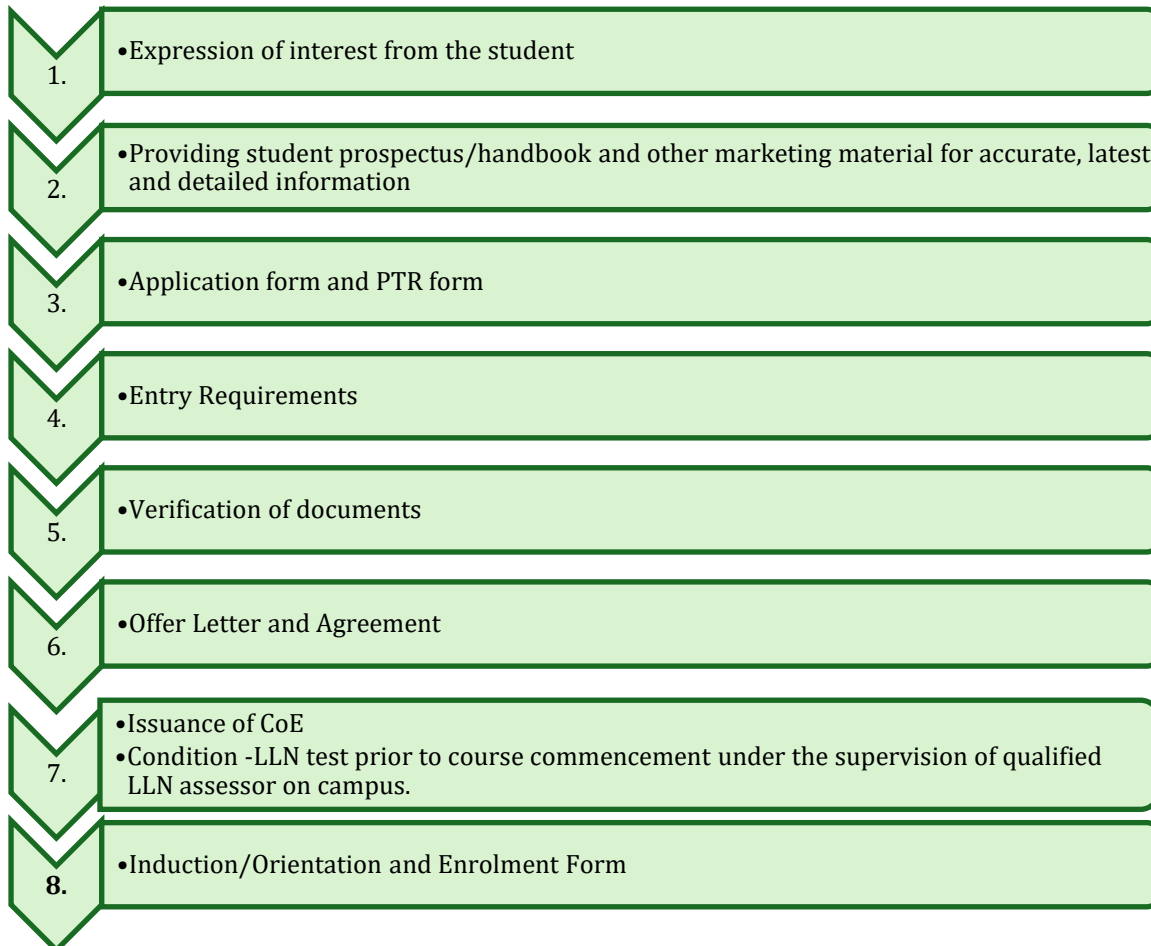 1.
•Expression of interest from the student
2.
•Providing student prospectus/handbook and other marketing material for accurate, latest
and detailed information
3.
•Application form and PTR form
4.
•Entry Requirements
5.
•Verification of documents
6.
•Offer Letter and Agreement
7.
•Issuance of CoE
•Condition -LLN test prior to course commencement under the supervision of qualified
LLN assessor on campus.
8.
•Induction/Orientation and Enrolment Form